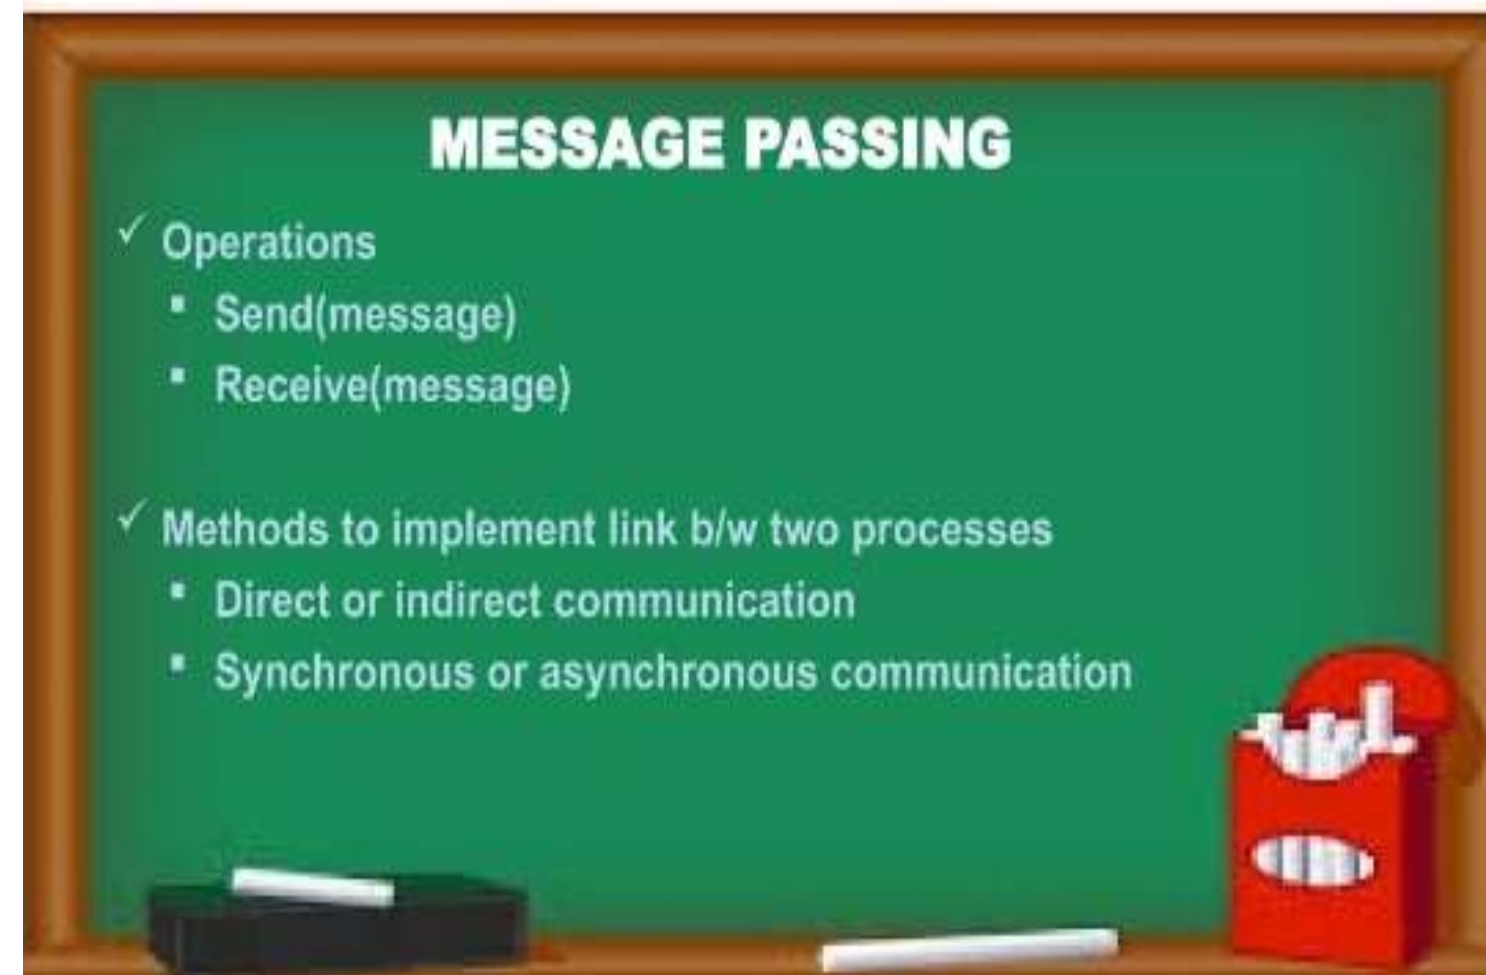 MESSAGE PASSING
Operations
Send(message)
Receive(message)
Methods to implement link b/w two processes
Direct or indirect communication
Synchronous or asynchronous communication